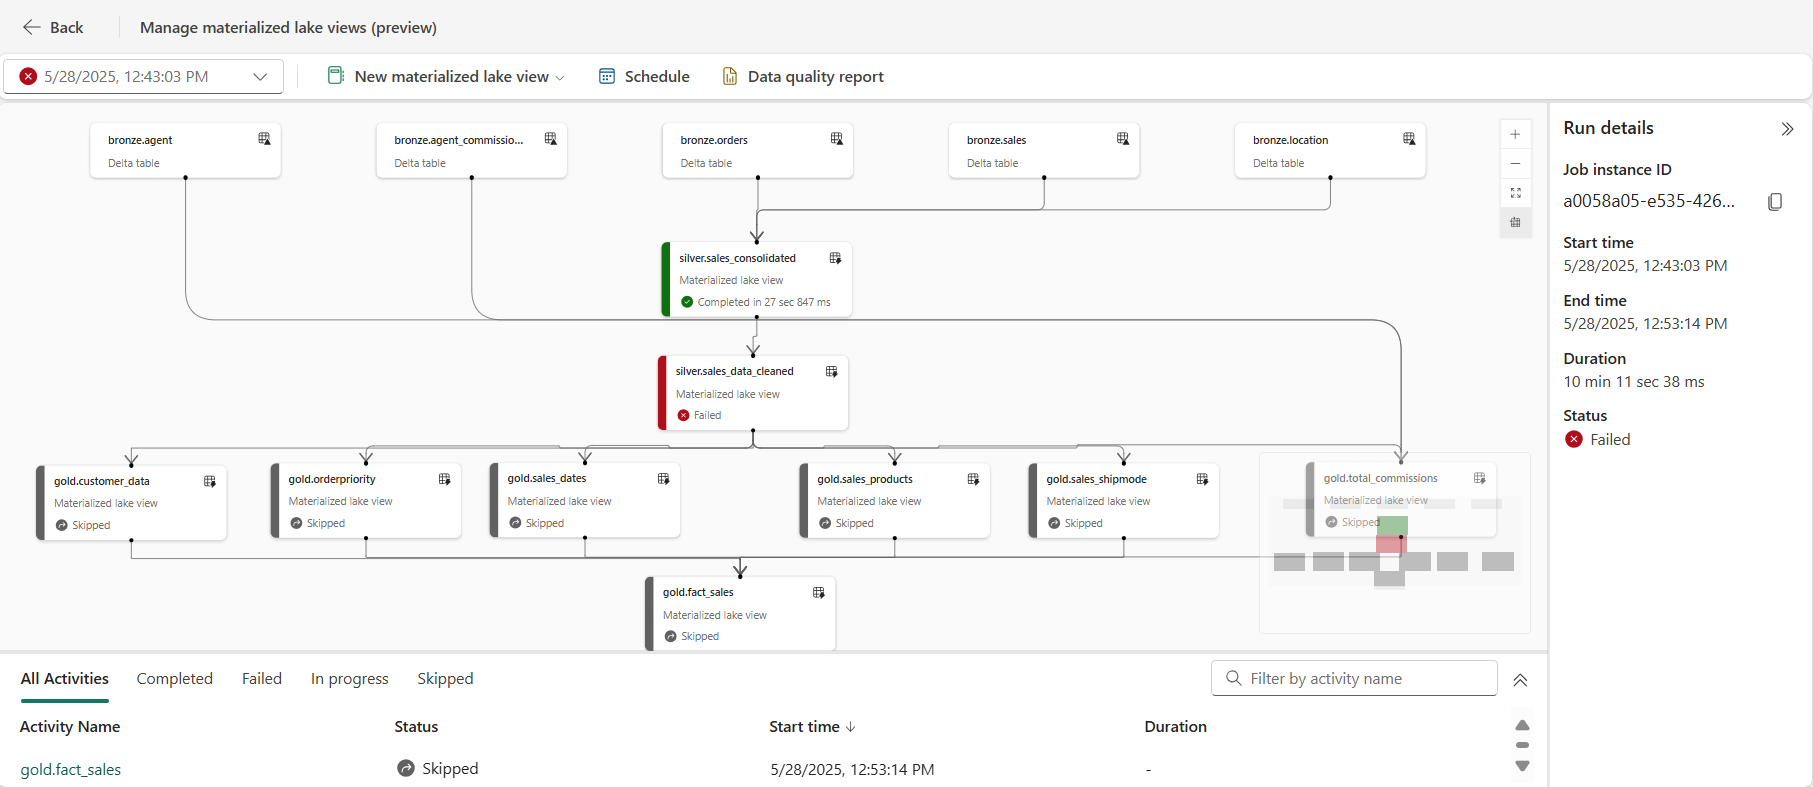 Back
Manage materialized lake views (preview)
5/28/2025, 12:43:03 PM
New materialized lake view
Schedule
Data quality report
bronze.agent
Delta table
bronze.agent_commissio...
Delta table
bronze.orders
Delta table
bronze.sales
Delta table
bronze.location
Delta table
silver.sales_consolidated
Materialized lake view
Completed in 27 sec 847 ms
silver.sales_data_cleaned
Materialized lake view
Failed
gold.customer_data
Materialized lake view
Skipped
gold.orderpriority
Materialized lake view
Skipped
gold.sales_dates
Materialized lake view
Skipped
gold.sales_products
Materialized lake view
Skipped
gold.sales_shipmode
Materialized lake view
Skipped
gold.total_commissions
Materialized lake view
Skipped
gold.fact_sales
Materialized lake view
Skipped
Run details
Job instance ID
a0058a05-e535-426...
Start time
5/28/2025, 12:43:03 PM
End time
5/28/2025, 12:53:14 PM
Duration
10 min 11 sec 38 ms
Status
Failed
All Activities
Completed
Failed
In progress
Skipped
Filter by activity name
Activity Name
Status
Start time
Duration
gold.fact_sales
Skipped
5/28/2025, 12:53:14 PM
-